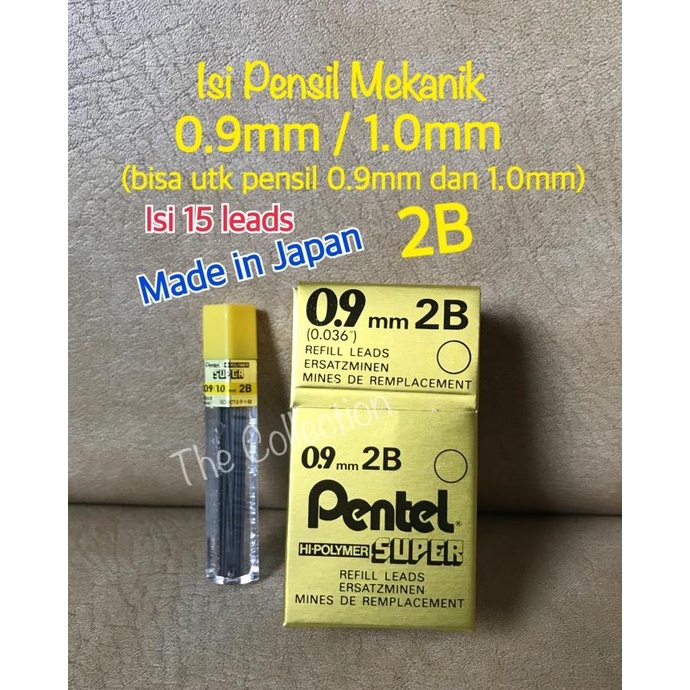 Isi Pensil Mekanik
0.9mm / 1.0mm
(bisa utk pensil 0.9mm dan 1.0mm)
Isi 15 leads
Made in Japan
2B
Pentel
HI-POLYMER
SUPER
0.9/1.0 mm 2B
The Collection
0.9 mm 2B
(0.036")
REFILL LEADS
ERSATZMINEN
MINES DE REMPLACEMENT
0.9 mm 2B
Pentel®
HI-POLYMER SUPER
REFILL LEADS
ERSATZMINEN
MINES DE REMPLACEMENT